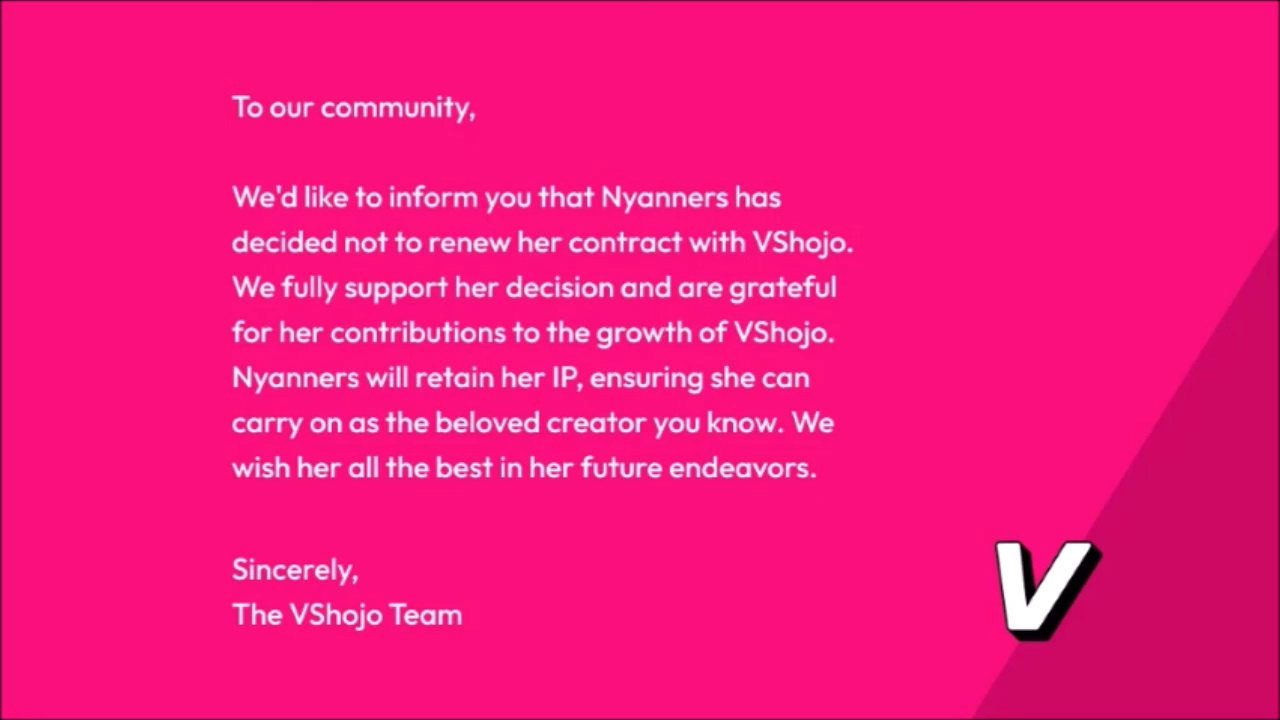 To our community,
We'd like to inform you that Nyanners has
decided not to renew her contract with VShojo.
We fully support her decision and are grateful
for her contributions to the growth of VShojo.
Nyanners will retain her IP, ensuring she can
carry on as the beloved creator you know. We
wish her all the best in her future endeavors.
Sincerely,
The VShojo Team
V